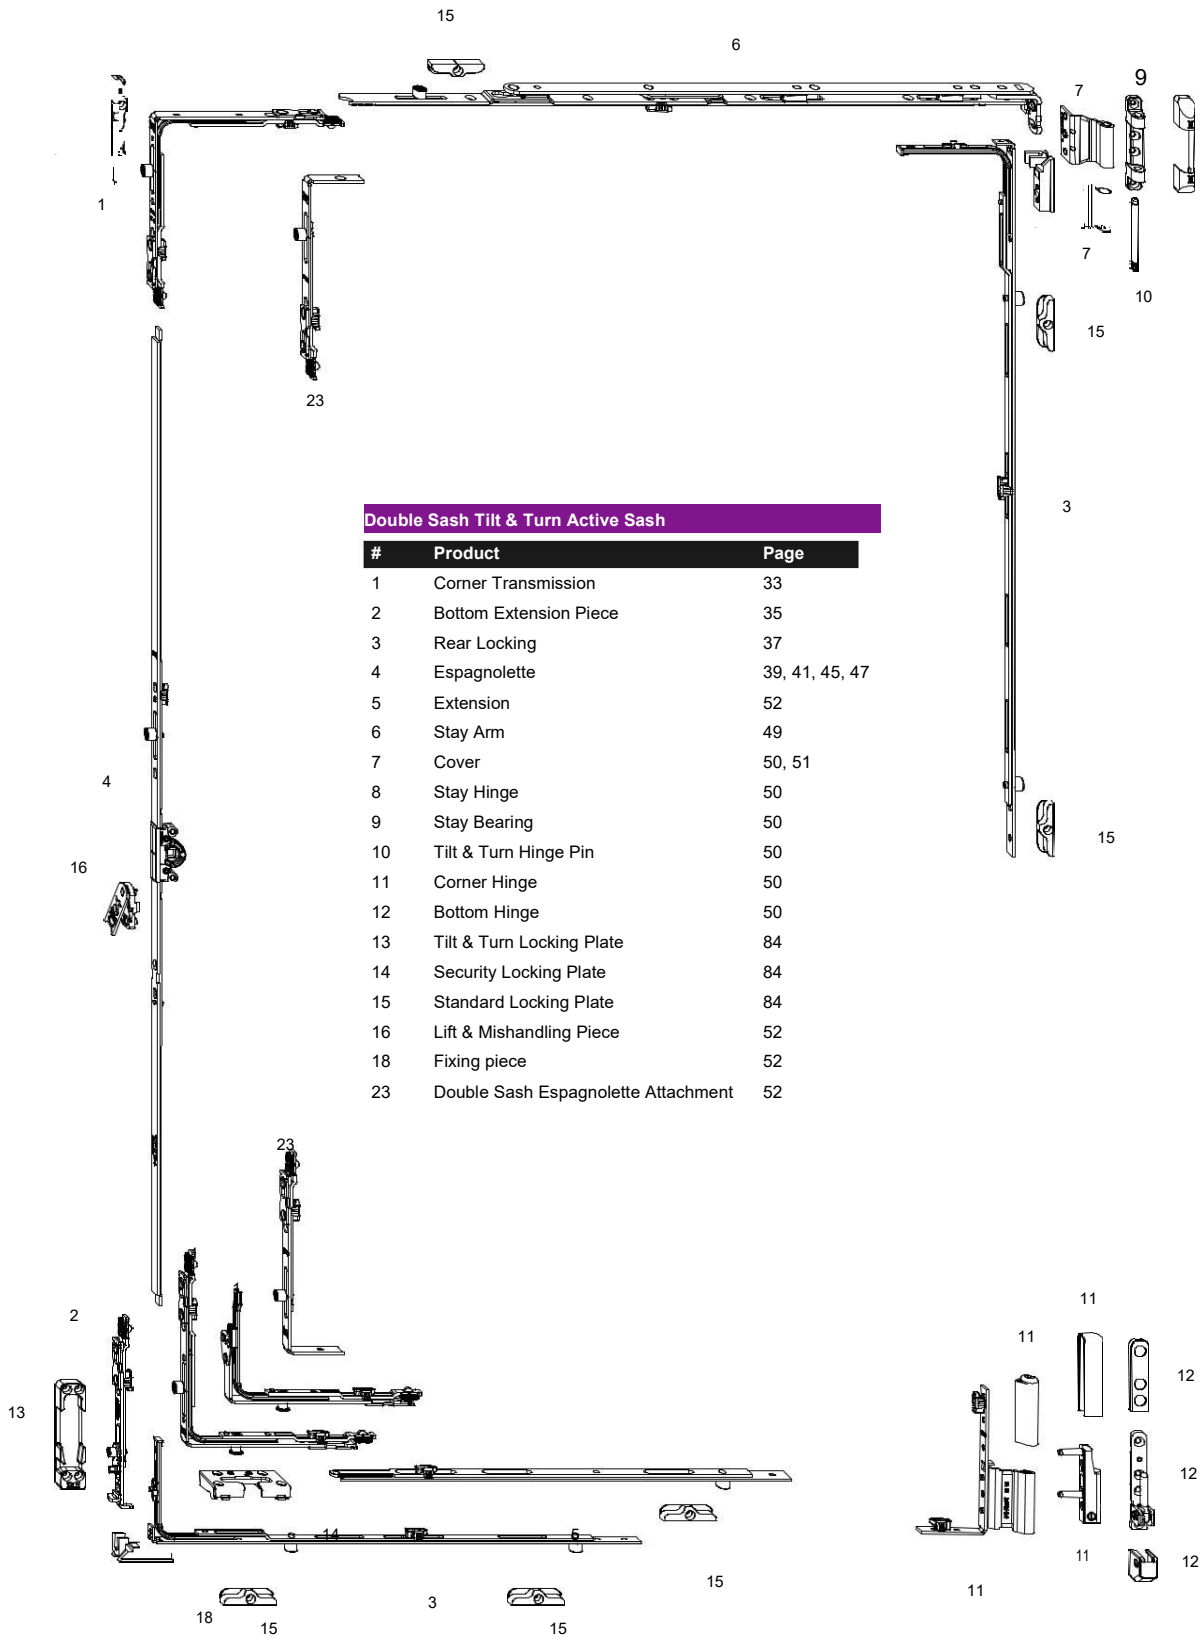 15
6
7
9
1
7
10
15
23
3
Double Sash Tilt & Turn Active Sash
# Product Page
1 Corner Transmission 33
2 Bottom Extension Piece 35
3 Rear Locking 37
4 Espagnolette 39, 41, 45, 47
5 Extension 52
6 Stay Arm 49
7 Cover 50, 51
8 Stay Hinge 50
9 Stay Bearing 50
10 Tilt & Turn Hinge Pin 50
11 Corner Hinge 50
12 Bottom Hinge 50
13 Tilt & Turn Locking Plate 84
14 Security Locking Plate 84
15 Standard Locking Plate 84
16 Lift & Mishandling Piece 52
18 Fixing piece 52
23 Double Sash Espagnolette Attachment 52
4
15
16
23
1
2
11
11
12
13
12
14
5
11
12
15
11
3
18
15
15